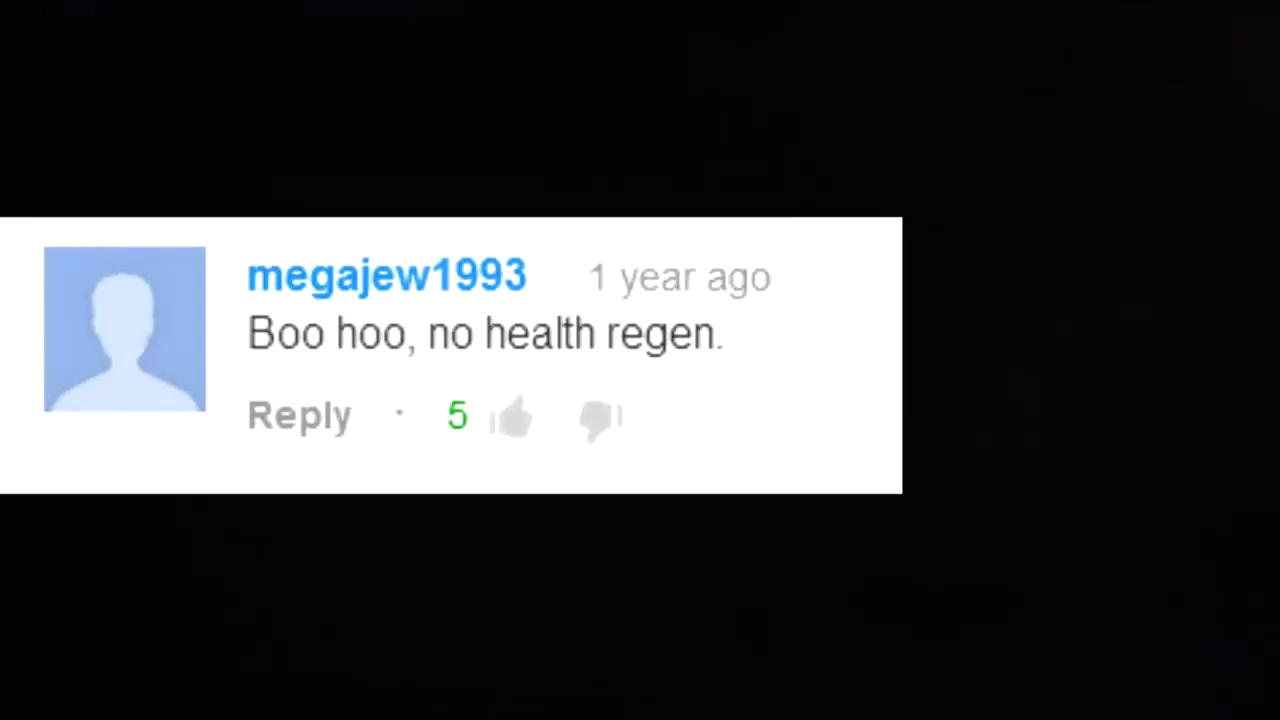 megajew1993 1 year ago
Boo hoo, no health regen.
Reply · 5